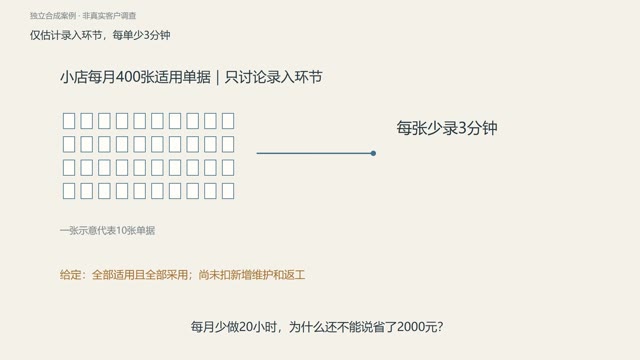 独立合成案例 · 非真实客户调查
仅估计录入环节，每单少3分钟
小店每月400张适用单据｜只讨论录入环节
每张少录3分钟
一张示意代表10张单据
给定：全部适用且全部采用；尚未扣新增维护和返工
每月少做20小时，为什么还不能说省了2000元？